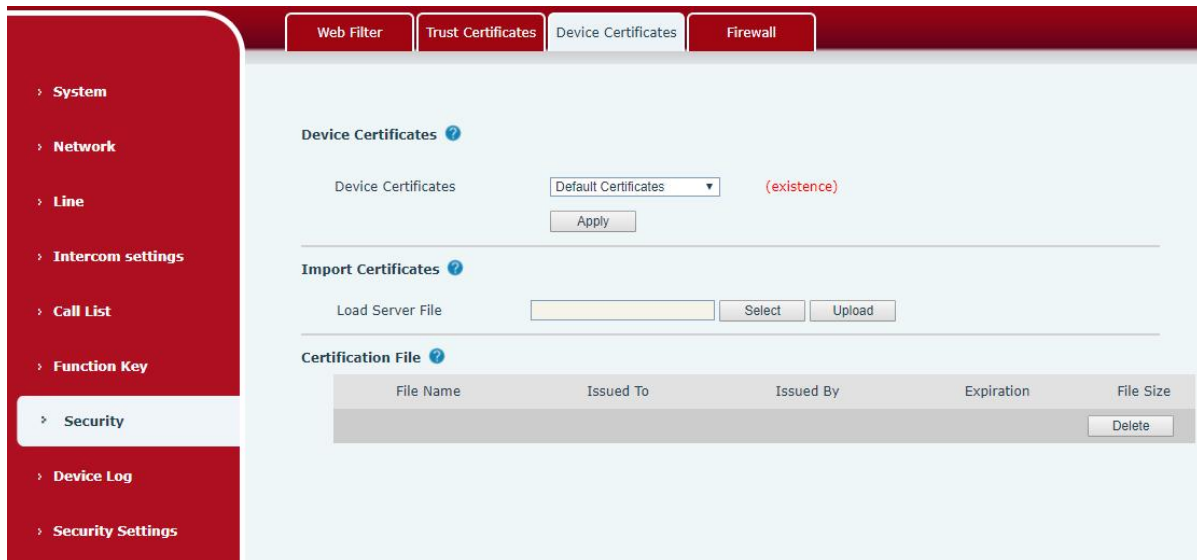 Web Filter Trust Certificates Device Certificates Firewall
System
Network
Line
Intercom settings
Call List
Function Key
Security
Device Log
Security Settings
Device Certificates ?
Device Certificates Default Certificates (existence)
Apply
Import Certificates ?
Load Server File Select Upload
Certification File ?
File Name Issued To Issued By Expiration File Size
Delete